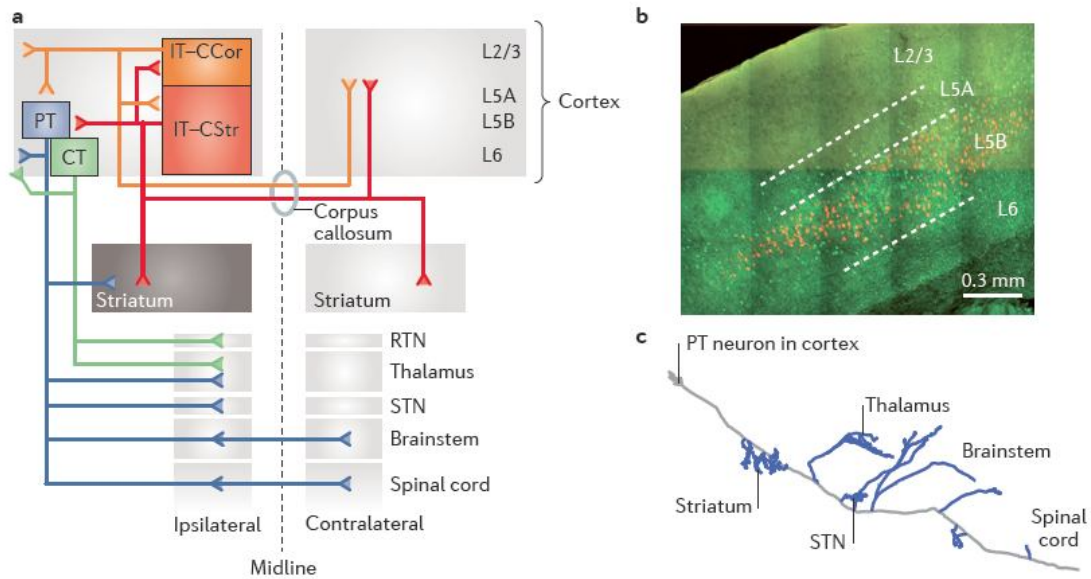 a
IT–CCor
PT
IT–CStr
CT
L2/3
L5A
L5B
L6
Cortex
Corpus
callosum
Striatum
Striatum
RTN
Thalamus
STN
Brainstem
Spinal cord
Ipsilateral
Contralateral
Midline
b
L2/3
L5A
L5B
L6
0.3 mm
c
PT neuron in cortex
Thalamus
Brainstem
Striatum
STN
Spinal
cord